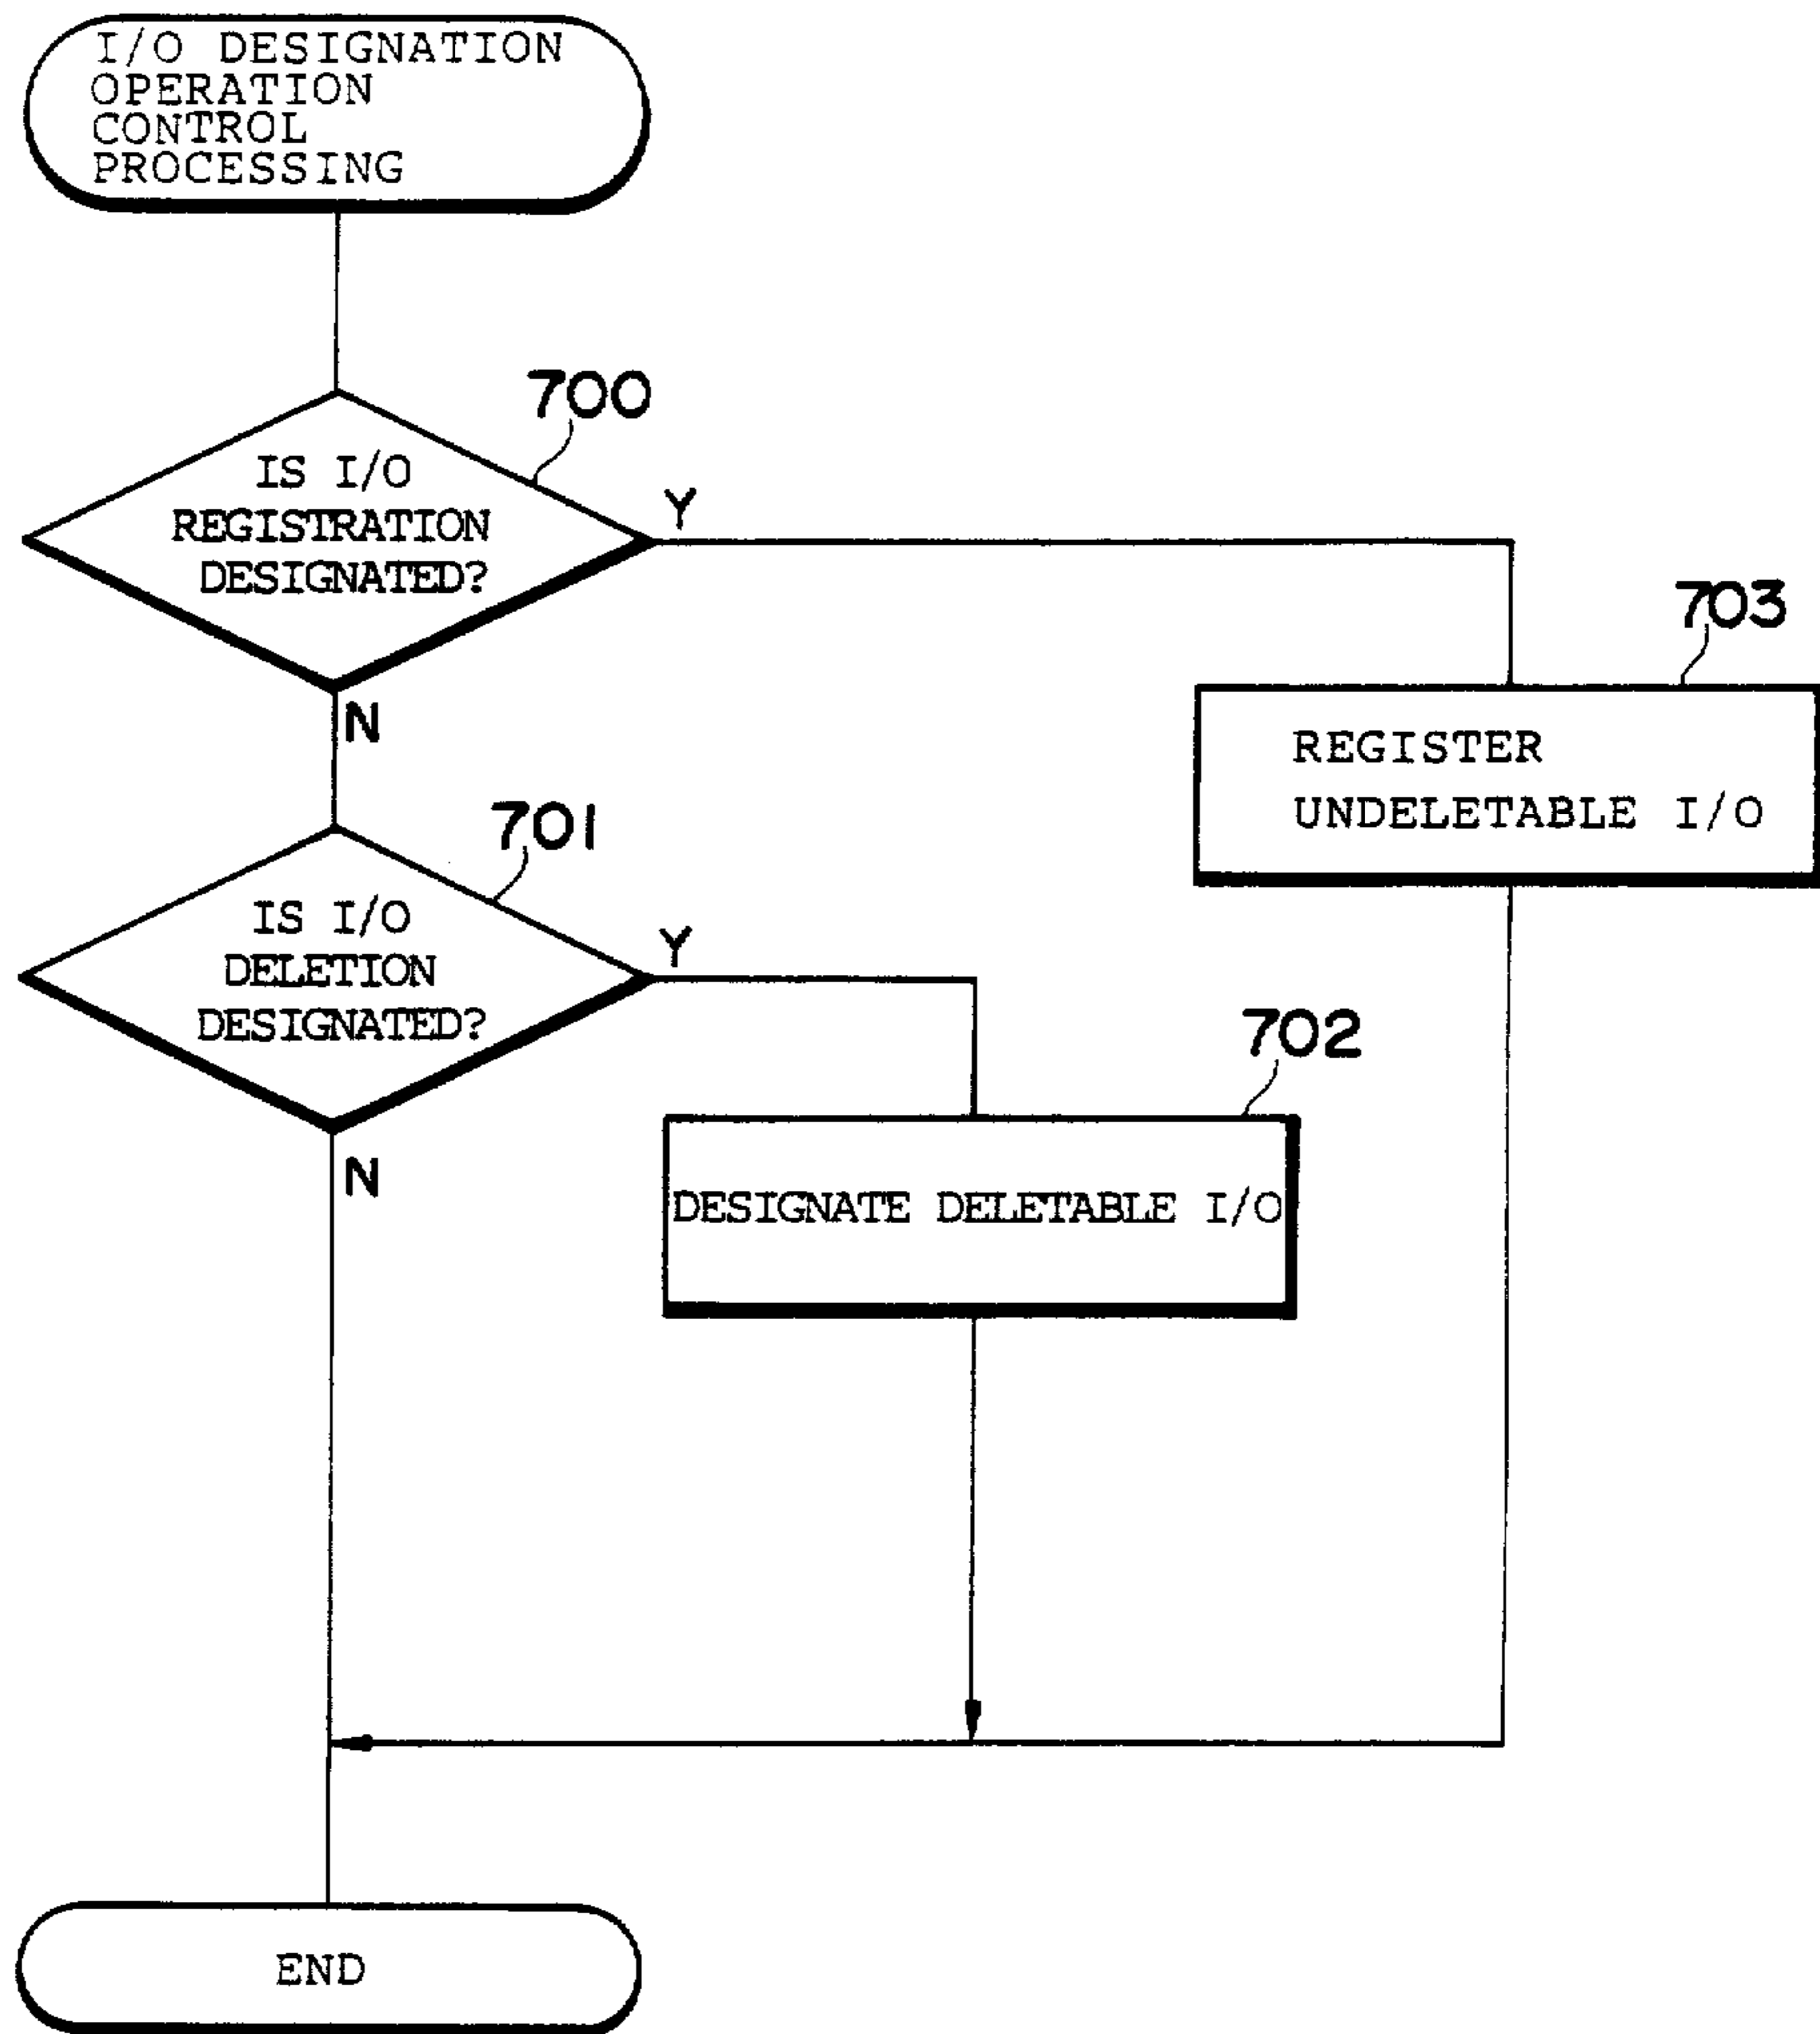 I/O DESIGNATION
OPERATION
CONTROL
PROCESSING
700
IS I/O
REGISTRATION
DESIGNATED?
Y
N
703
REGISTER
UNDELETABLE I/O
701
IS I/O
DELETION
DESIGNATED?
Y
N
702
DESIGNATE DELETABLE I/O
END